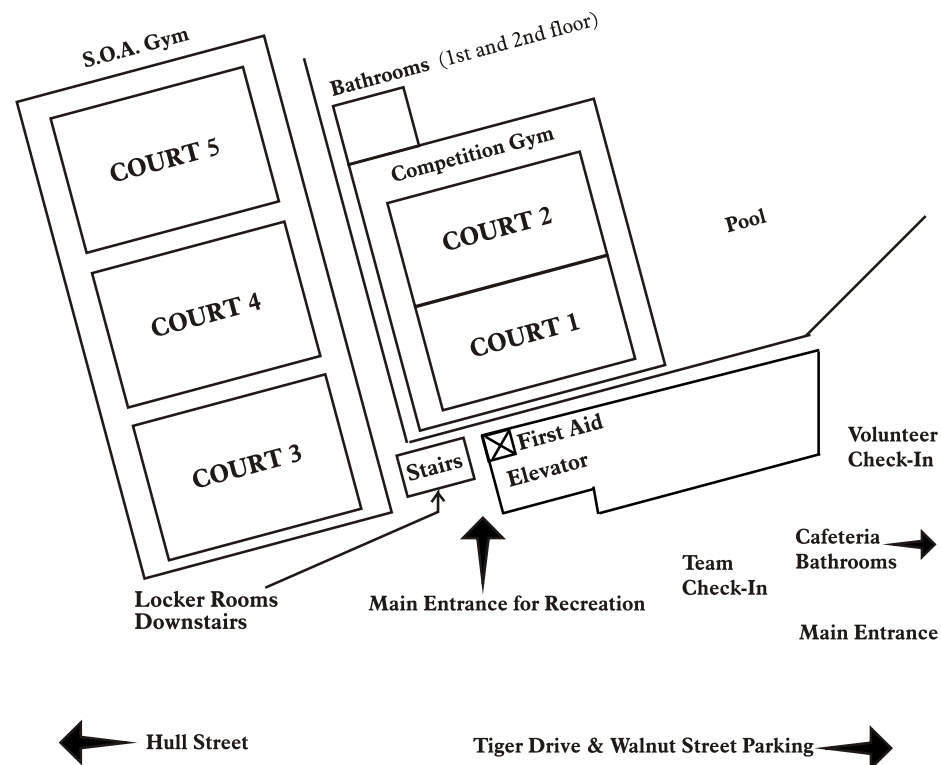 S.O.A. Gym
Bathrooms (1st and 2nd floor)
COURT 5
Competition Gym
COURT 2
Pool
COURT 4
COURT 1
COURT 3
First Aid
Stairs
Elevator
Volunteer
Check-In
Cafeteria
Bathrooms
Team
Check-In
Locker Rooms
Downstairs
Main Entrance for Recreation
Main Entrance
Hull Street
Tiger Drive & Walnut Street Parking